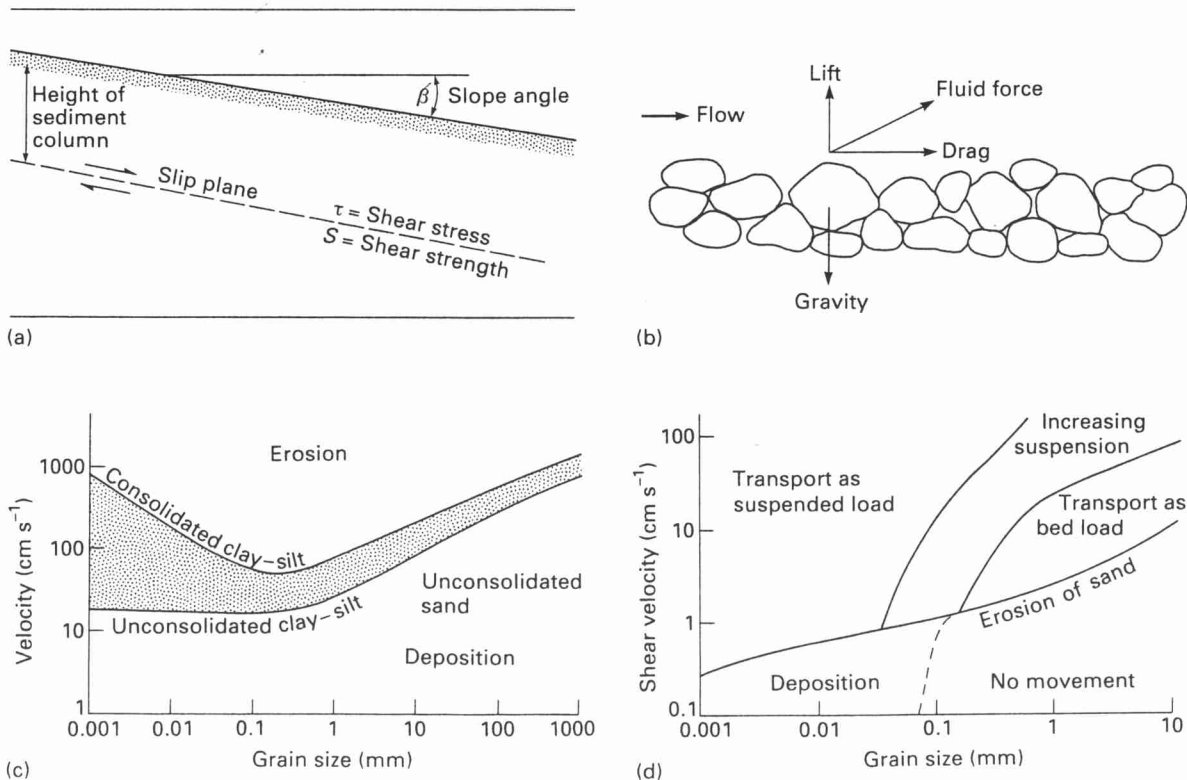 Height of
sediment
column
β
Slope angle
Slip plane
τ = Shear stress
S = Shear strength
(a)
Lift
Fluid force
Flow
Drag
Gravity
(b)
Velocity (cm s⁻¹)
1000
100
10
1
Erosion
Consolidated clay–silt
Unconsolidated
sand
Unconsolidated clay–silt
Deposition
0.001 0.01 0.1 1 10 100 1000
Grain size (mm)
(c)
Shear velocity (cm s⁻¹)
100
10
1
0.1
Increasing
suspension
Transport as
suspended load
Transport as
bed load
Erosion of sand
Deposition
No movement
0.001 0.01 0.1 1 10
Grain size (mm)
(d)